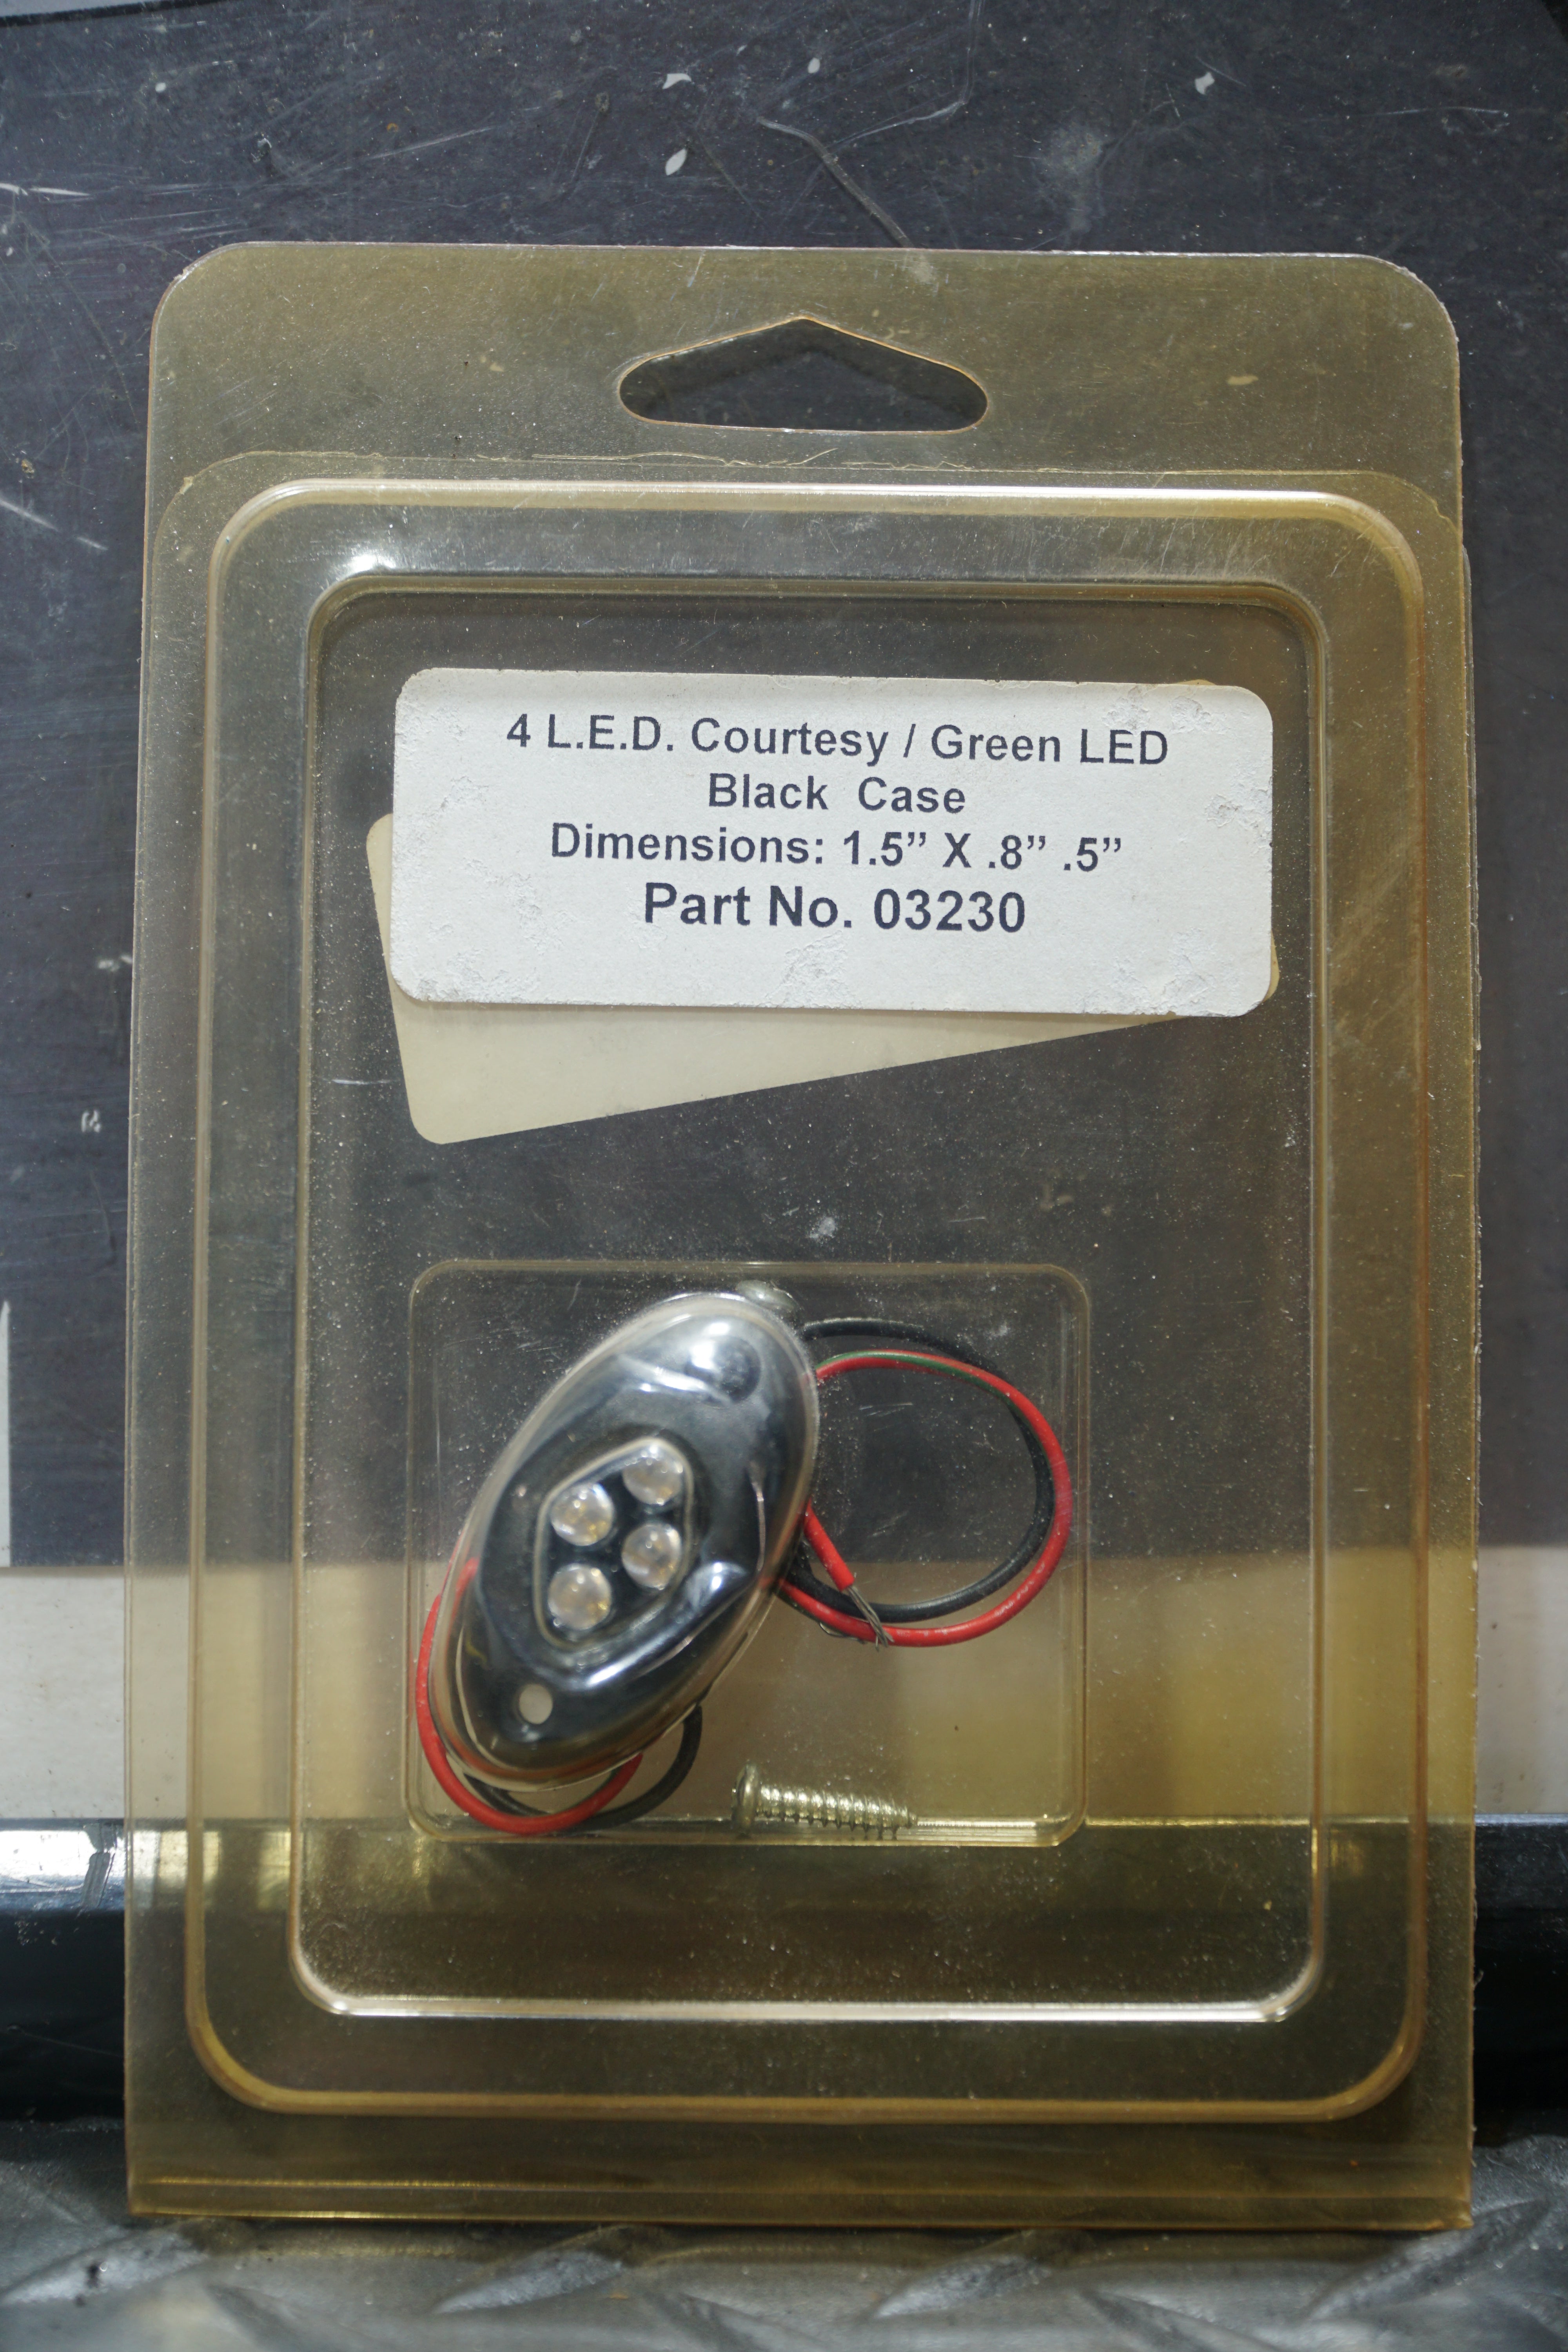 4 L.E.D. Courtesy / Green LED
Black Case
Dimensions: 1.5” X .8” .5”
Part No. 03230